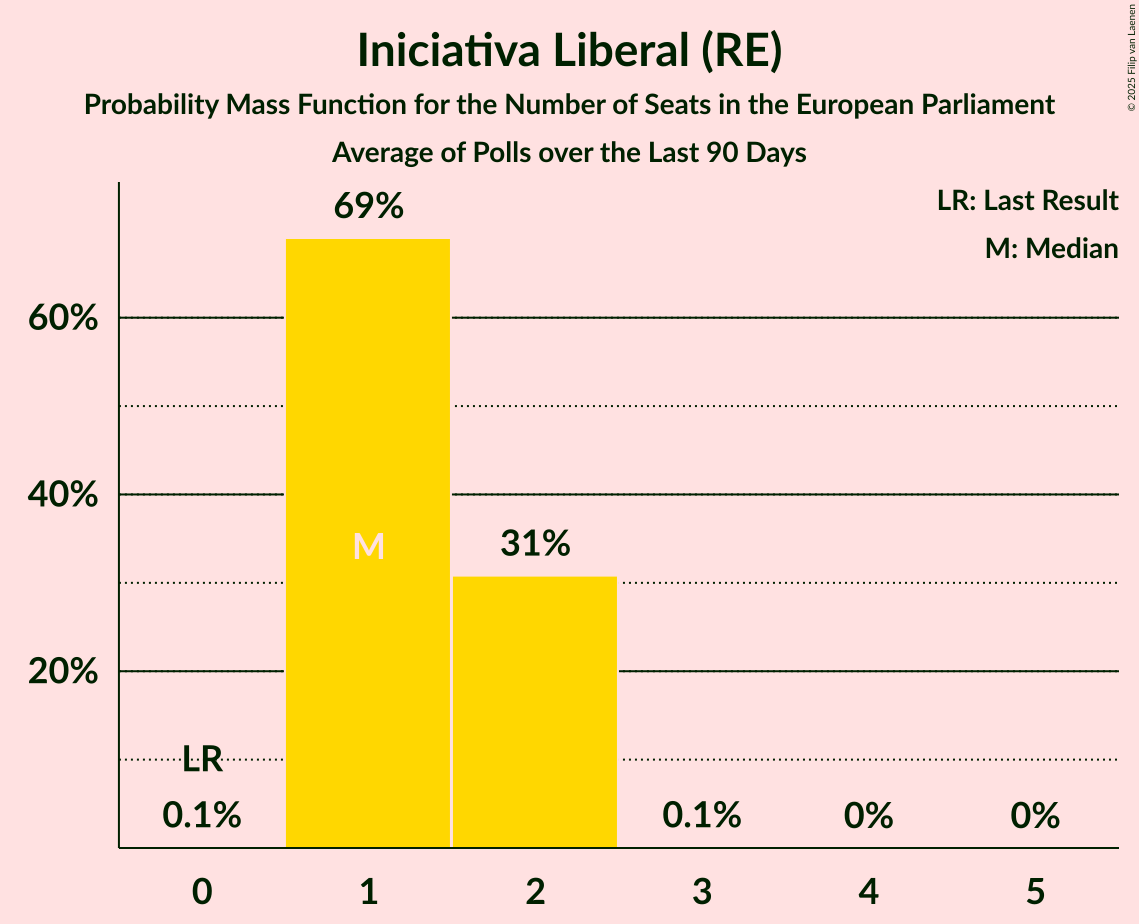 Iniciativa Liberal (RE)
Probability Mass Function for the Number of Seats in the European Parliament
Average of Polls over the Last 90 Days
© 2025 Filip van Laenen
LR: Last Result
M: Median
69%
60%
40%
M
31%
20%
LR
0.1%
0.1%
0%
0%
0
1
2
3
4
5